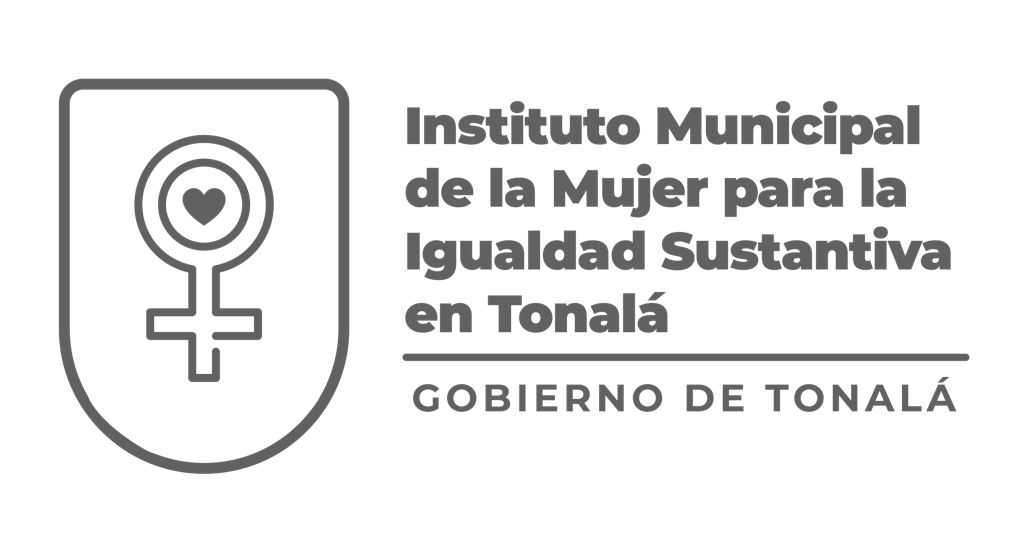 Instituto Municipal
de la Mujer para la
Igualdad Sustantiva
en Tonalá
GOBIERNO DE TONALÁ